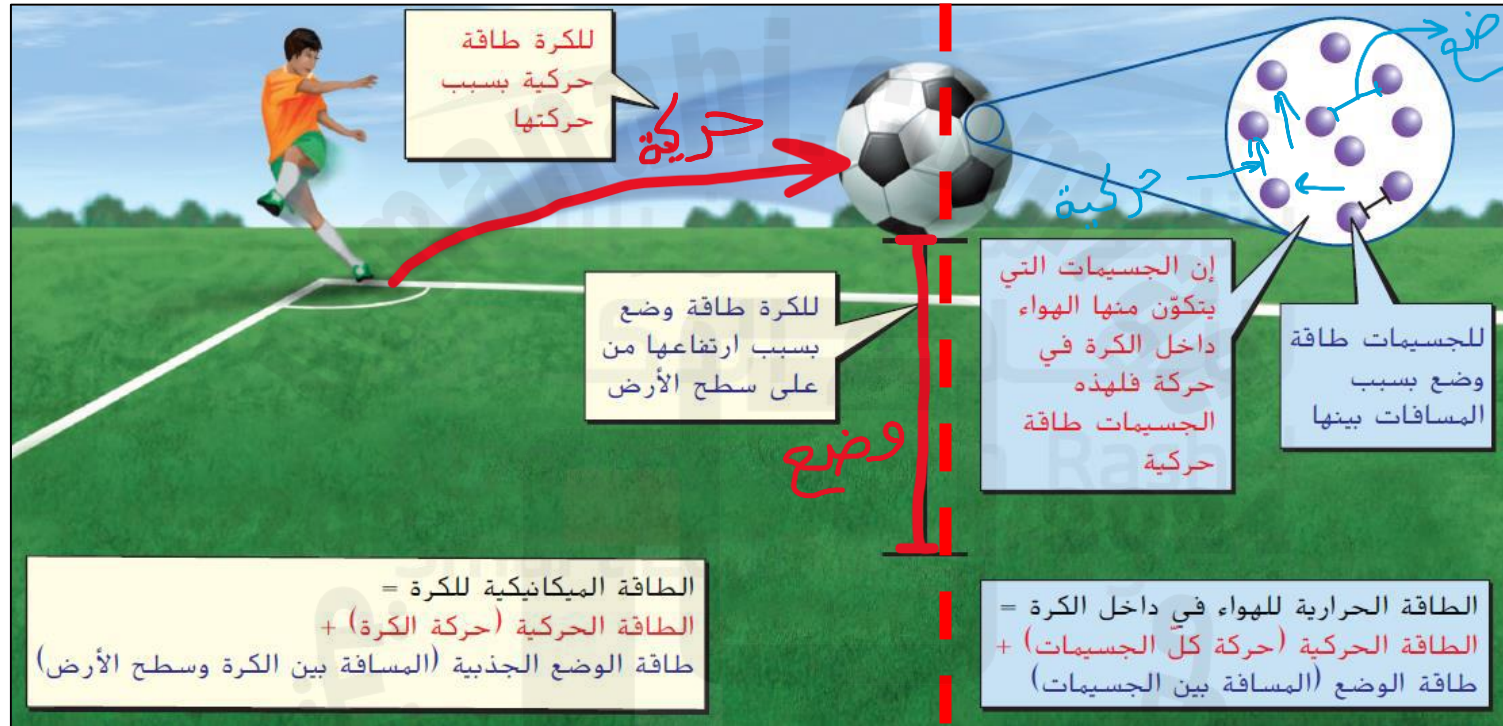 للكرة طاقة
حركية بسبب
حركتها
حركية
للكرة طاقة وضع
بسبب ارتفاعها من
على سطح الأرض
وضع
حركية
إن الجسيمات التي
يتكوّن منها الهواء
داخل الكرة في
حركة فلهذه
الجسيمات طاقة
حركية
للجسيمات طاقة
وضع بسبب
المسافات بينها
الطاقة الميكانيكية للكرة =
الطاقة الحركية (حركة الكرة) +
طاقة الوضع الجذبية (المسافة بين الكرة وسطح الأرض)
الطاقة الحرارية للهواء في داخل الكرة =
الطاقة الحركية (حركة كلّ الجسيمات) +
طاقة الوضع (المسافة بين الجسيمات)